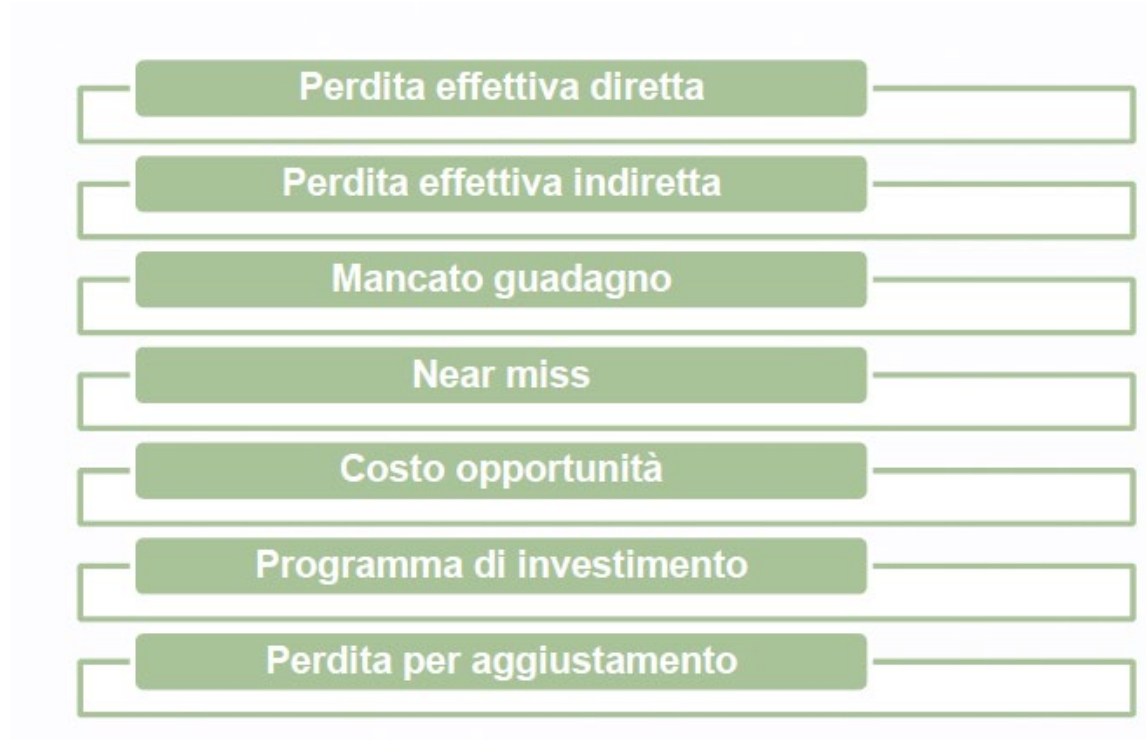 Perdita effettiva diretta
Perdita effettiva indiretta
Mancato guadagno
Near miss
Costo opportunità
Programma di investimento
Perdita per aggiustamento